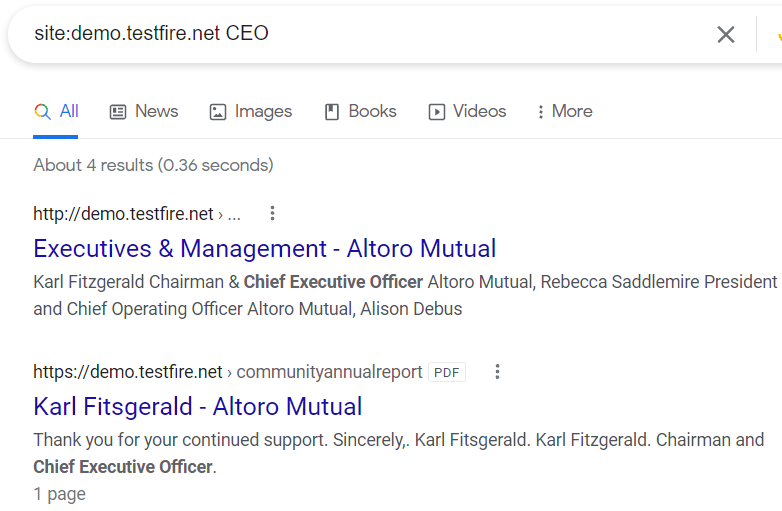 site:demo.testfire.net CEO
All News Images Books Videos More
About 4 results (0.36 seconds)
http://demo.testfire.net › ...
Executives & Management - Altoro Mutual
Karl Fitzgerald Chairman & Chief Executive Officer Altoro Mutual, Rebecca Saddlemire President
and Chief Operating Officer Altoro Mutual, Alison Debus
https://demo.testfire.net › communityannualreport PDF
Karl Fitsgerald - Altoro Mutual
Thank you for your continued support. Sincerely,. Karl Fitsgerald. Karl Fitzgerald. Chairman and
Chief Executive Officer.
1 page